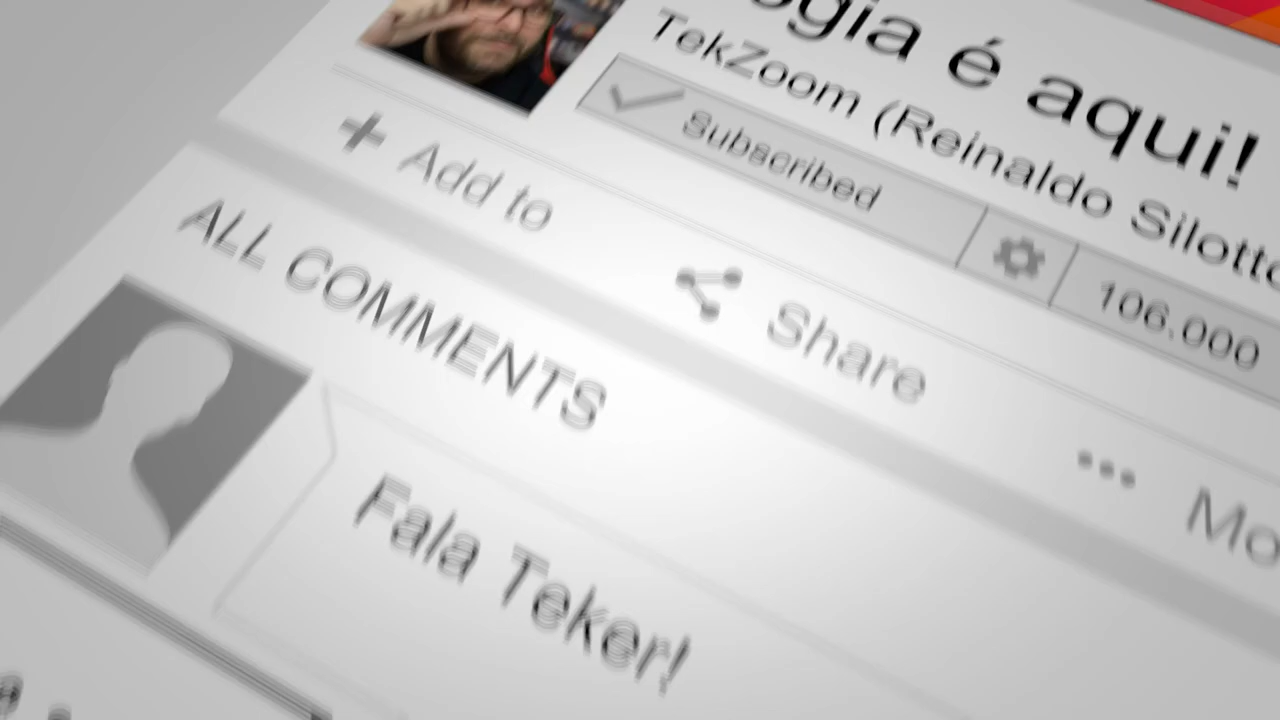 ogia é aqui!
TekZoom (Reinaldo Silotto
Subscribed
106.000
Add to
Share
••• Mo
ALL COMMENTS
Fala Teker!